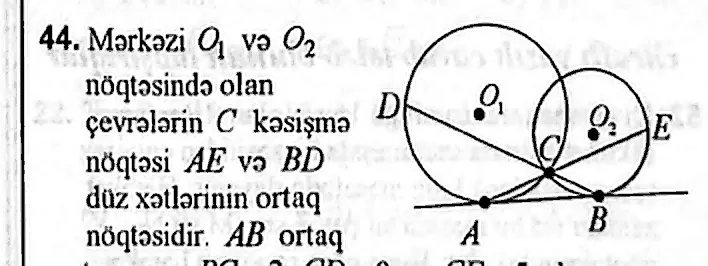 44. Mərkəzi O₁ və O₂
nöqtəsində olan
çevrələrin C kəsişmə
nöqtəsi AE və BD
düz xətlərinin ortaq
nöqtəsidir. AB ortaq
D
O₁
O₂
E
C
A
B